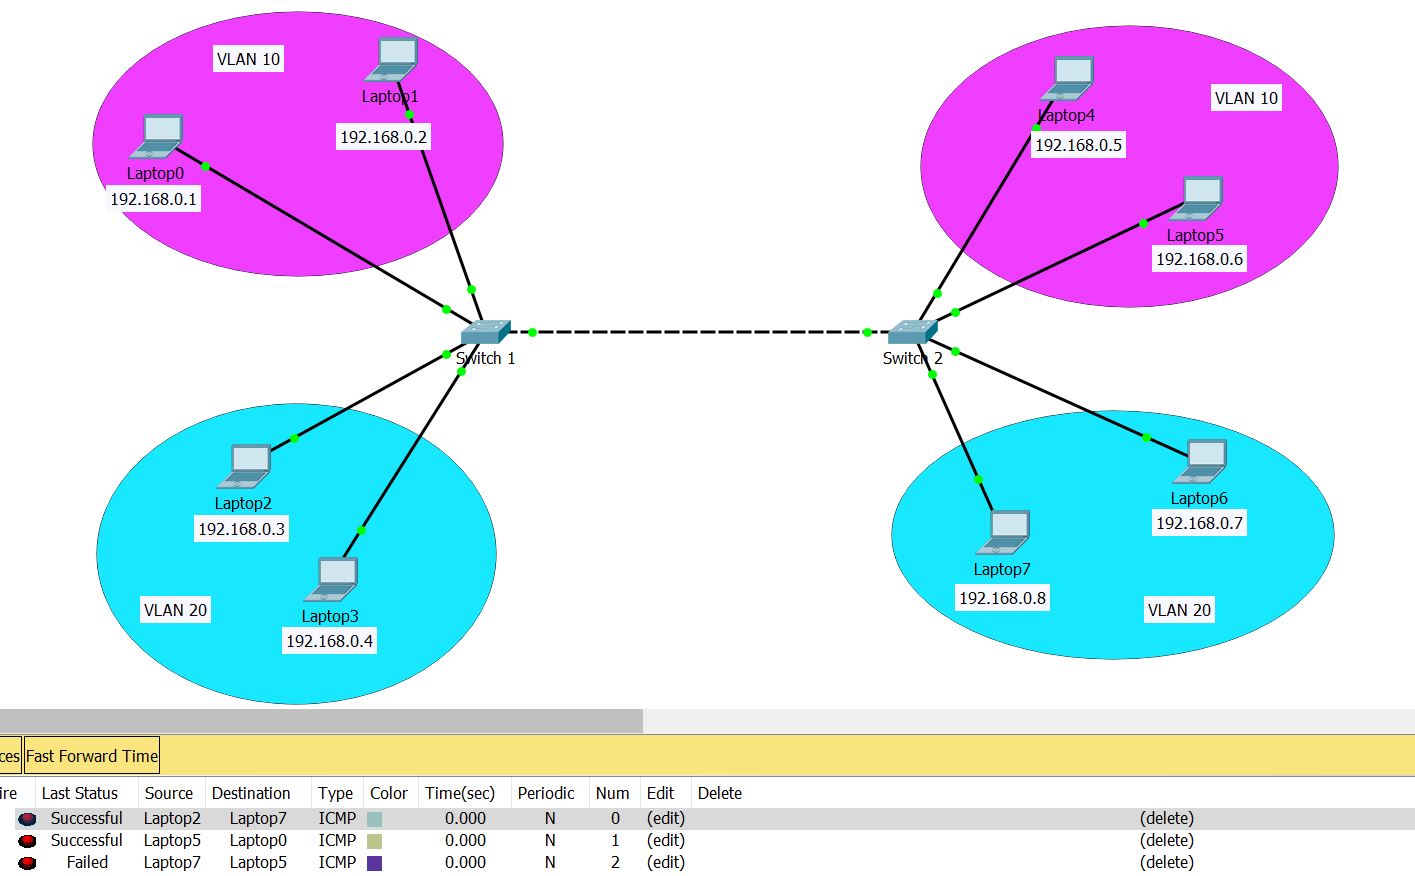 VLAN 10
Laptop1
192.168.0.2
Laptop0
192.168.0.1
Laptop4
192.168.0.5
VLAN 10
Laptop5
192.168.0.6
Switch 1
Switch 2
Laptop2
192.168.0.3
Laptop3
192.168.0.4
VLAN 20
Laptop6
192.168.0.7
Laptop7
192.168.0.8
VLAN 20
ces Fast Forward Time
ire Last Status Source Destination Type Color Time(sec) Periodic Num Edit Delete
Successful Laptop2 Laptop7 ICMP 0.000 N 0 (edit) (delete)
Successful Laptop5 Laptop0 ICMP 0.000 N 1 (edit) (delete)
Failed Laptop7 Laptop5 ICMP 0.000 N 2 (edit) (delete)